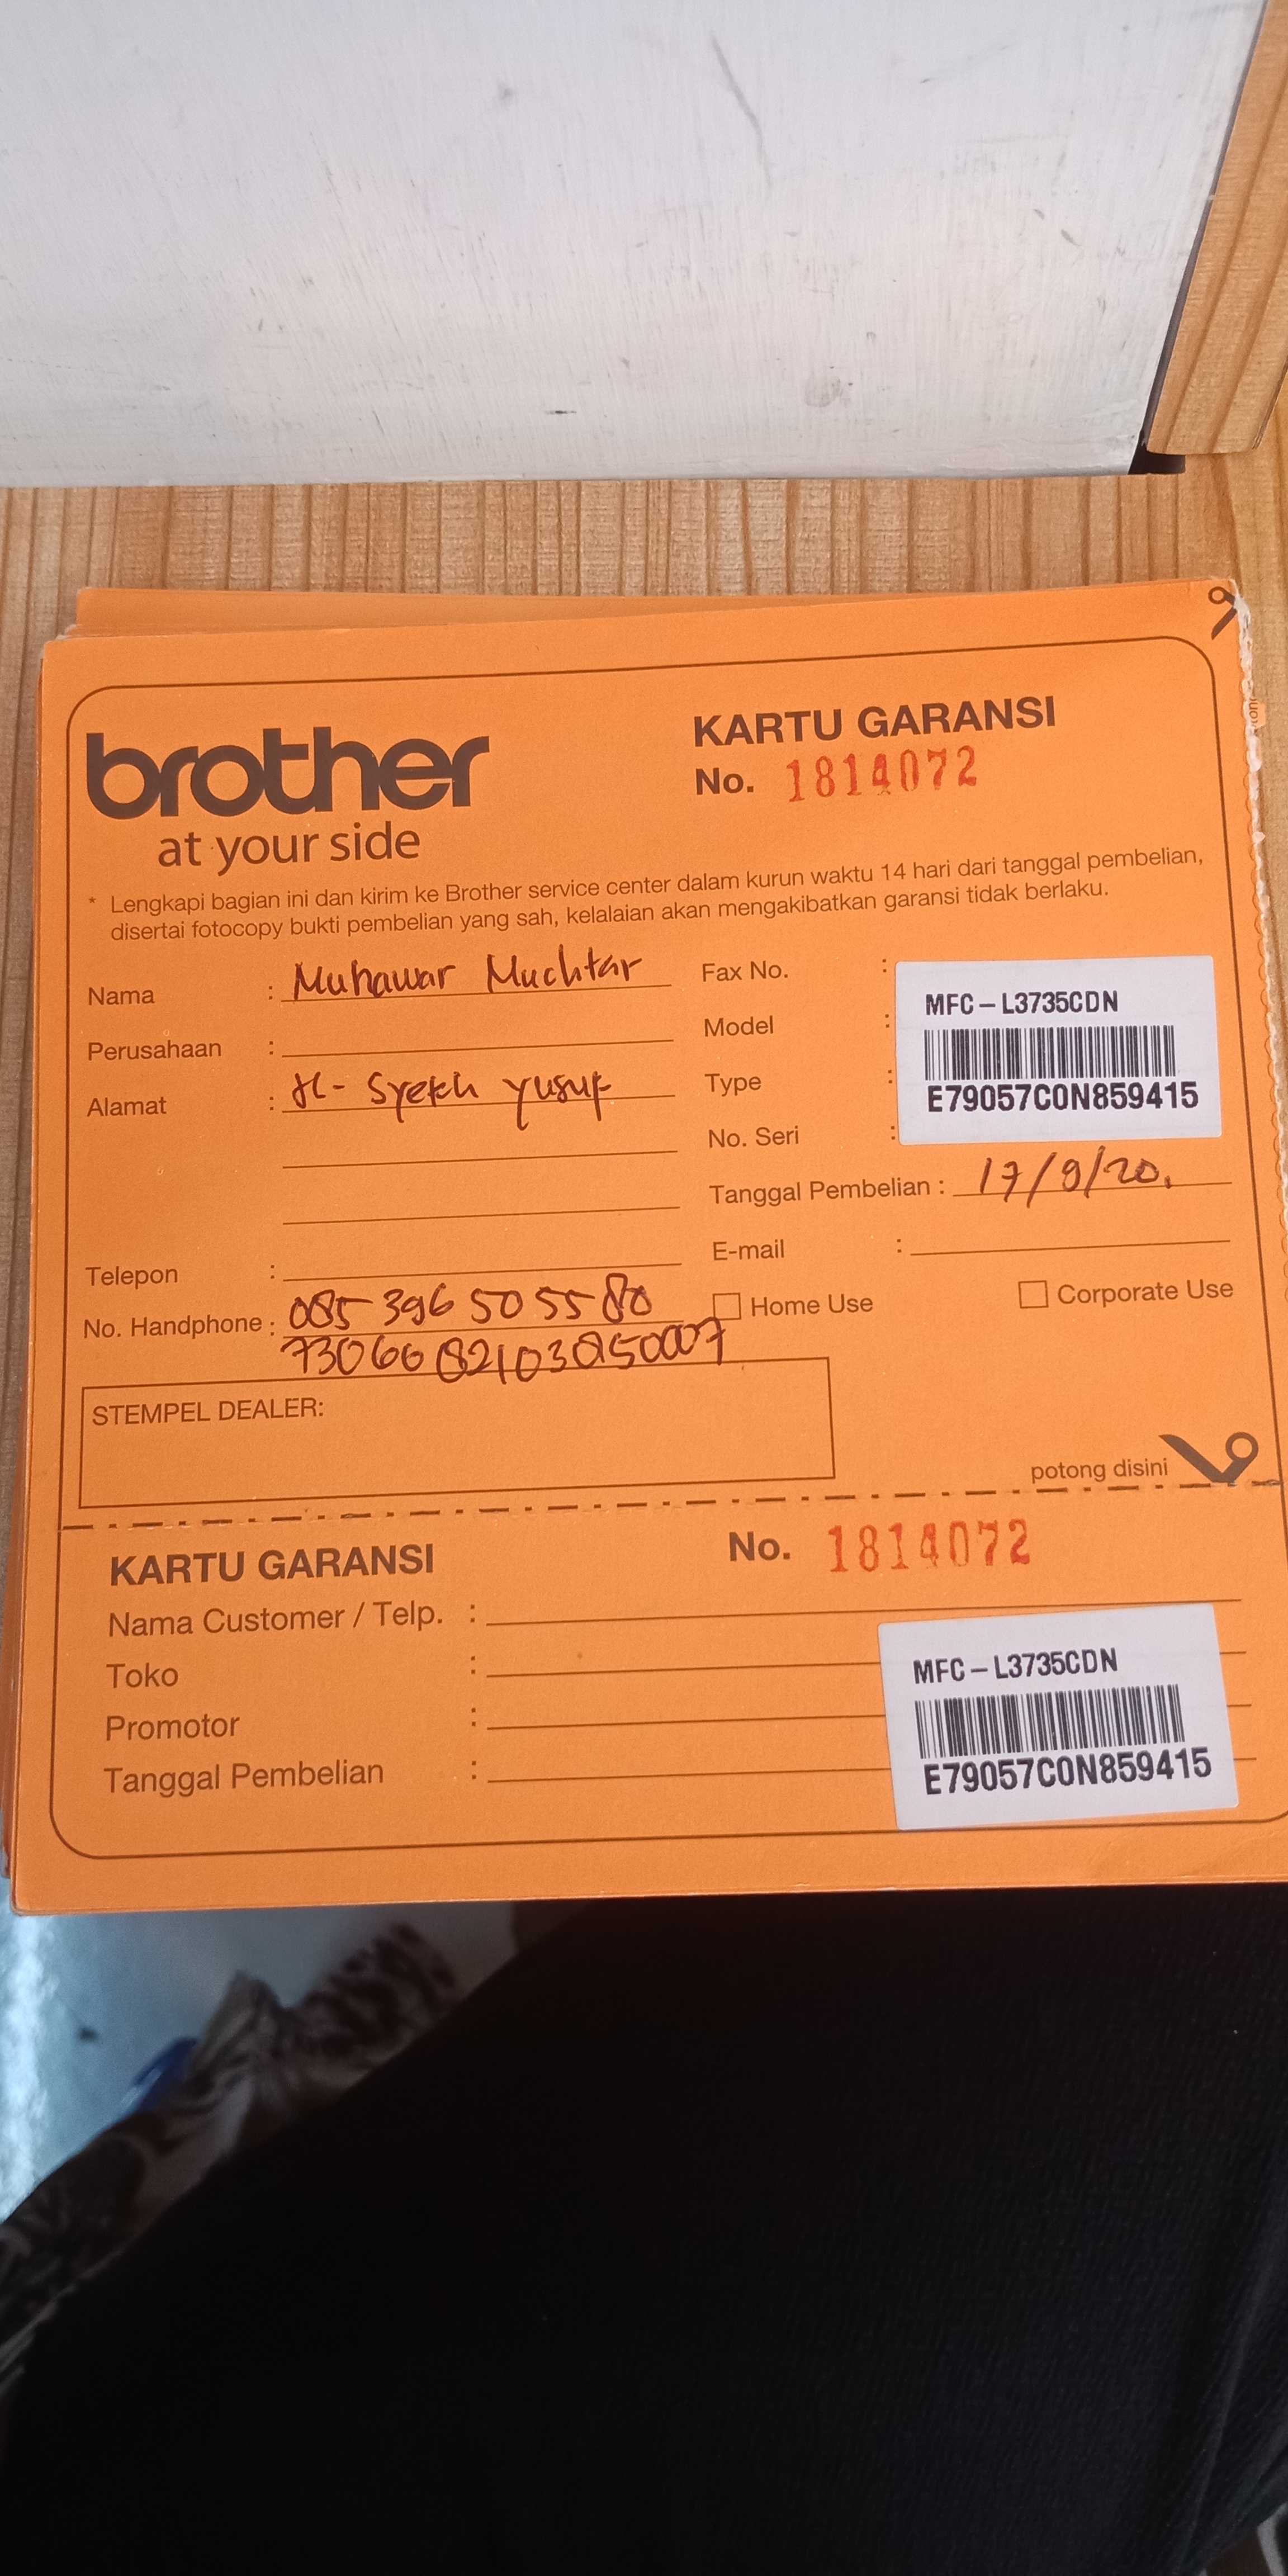 brother
at your side
KARTU GARANSI
No. 1814072
* Lengkapi bagian ini dan kirim ke Brother service center dalam kurun waktu 14 hari dari tanggal pembelian,
disertai fotocopy bukti pembelian yang sah, kelalaian akan mengakibatkan garansi tidak berlaku.
Nama : Muhawar Muchtar
Perusahaan :
Alamat : Jl - Syekh Yusuf
Telepon :
No. Handphone : 085 396 505 580
Fax No. :
Model :
Type :
No. Seri :
MFC - L3735CDN
E79057C0N859415
Tanggal Pembelian : 17/9/20.
E-mail :
Home Use
Corporate Use
STEMPEL DEALER:
potong disini
KARTU GARANSI
No. 1814072
Nama Customer / Telp. :
Toko :
Promotor :
Tanggal Pembelian :
MFC - L3735CDN
E79057C0N859415